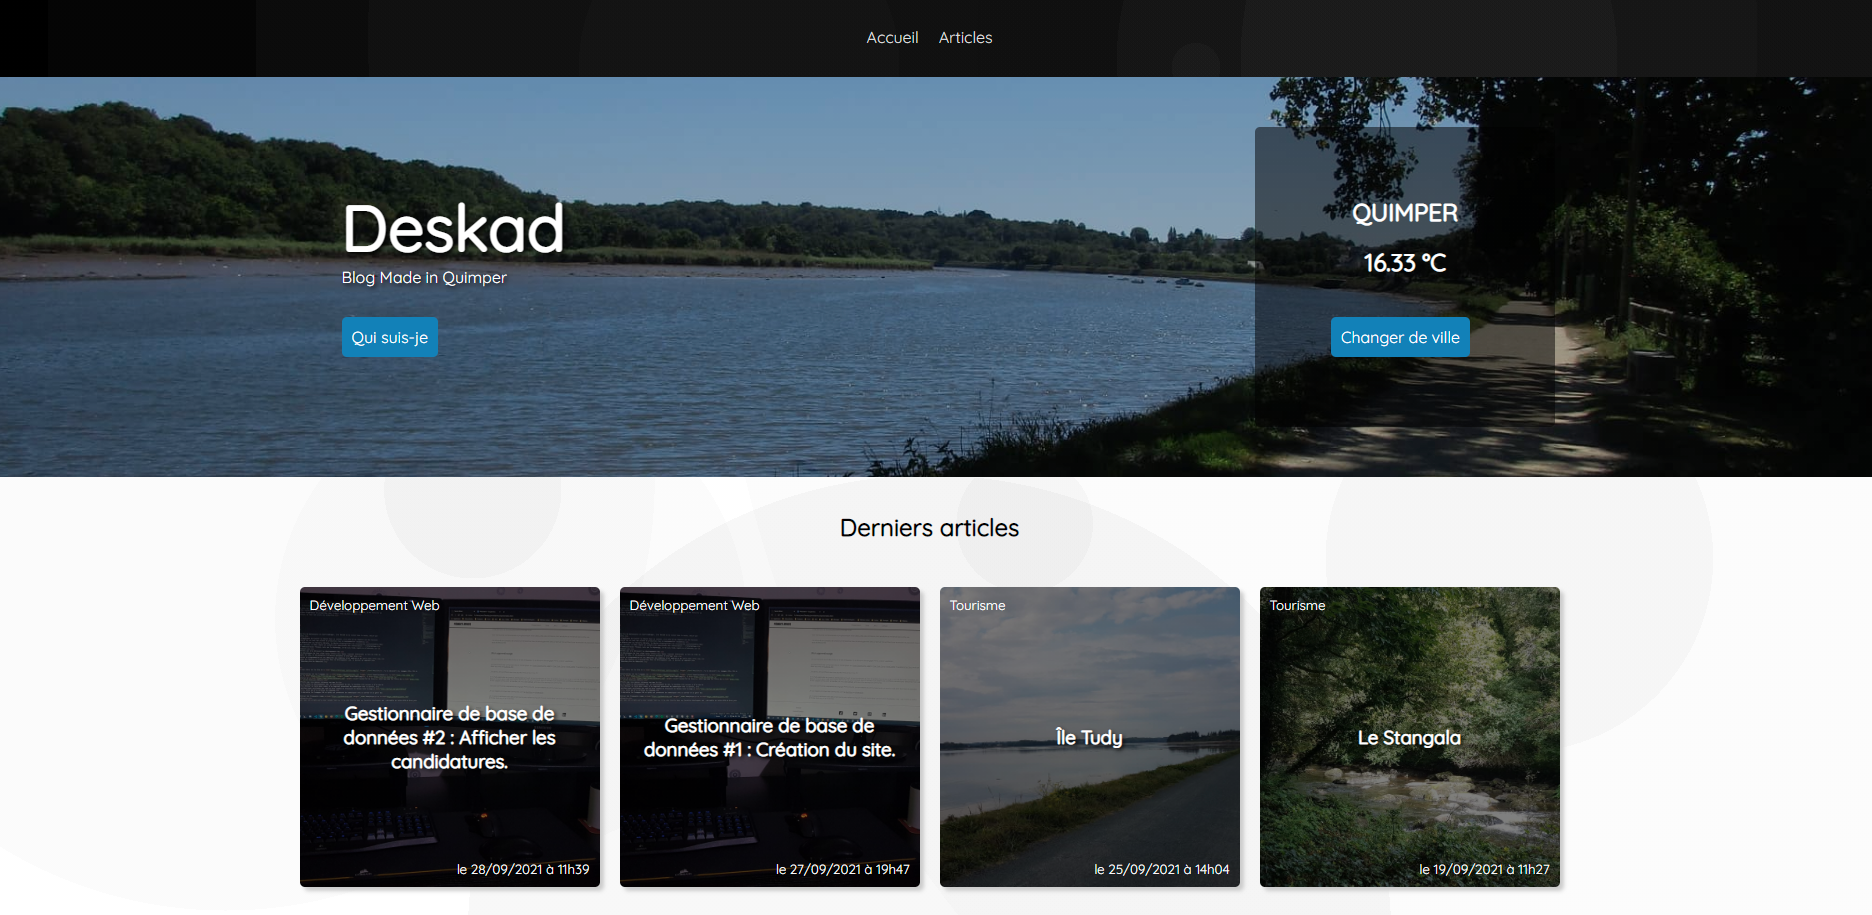 Accueil Articles
Deskad
Blog Made in Quimper
Qui suis-je
QUIMPER
16.33 °C
Changer de ville
Derniers articles
Développement Web
Gestionnaire de base de
données #2 : Afficher les
candidatures.
le 28/09/2021 à 11h39
Développement Web
Gestionnaire de base de
données #1 : Création du site.
le 27/09/2021 à 19h47
Tourisme
Île Tudy
le 25/09/2021 à 14h04
Tourisme
Le Stangala
le 19/09/2021 à 11h27